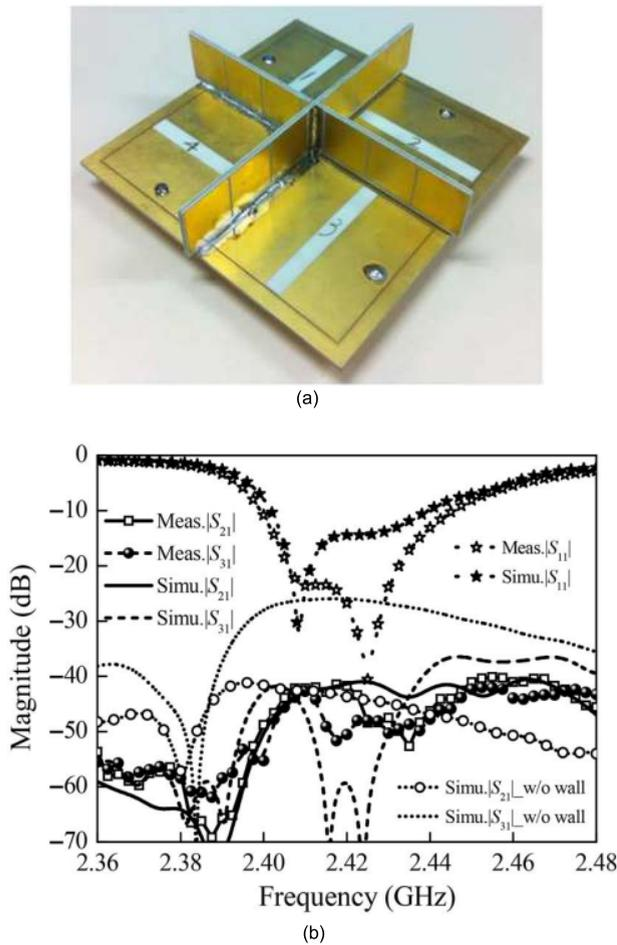 1
2
4
3
(a)
0
−10
−20
−30
−40
−50
−60
−70
Magnitude (dB)
Meas.|S21|
Meas.|S31|
Simu.|S21|
Simu.|S31|
Meas.|S11|
Simu.|S11|
Simu.|S21|_w/o wall
Simu.|S31|_w/o wall
2.36 2.38 2.40 2.42 2.44 2.46 2.48
Frequency (GHz)
(b)